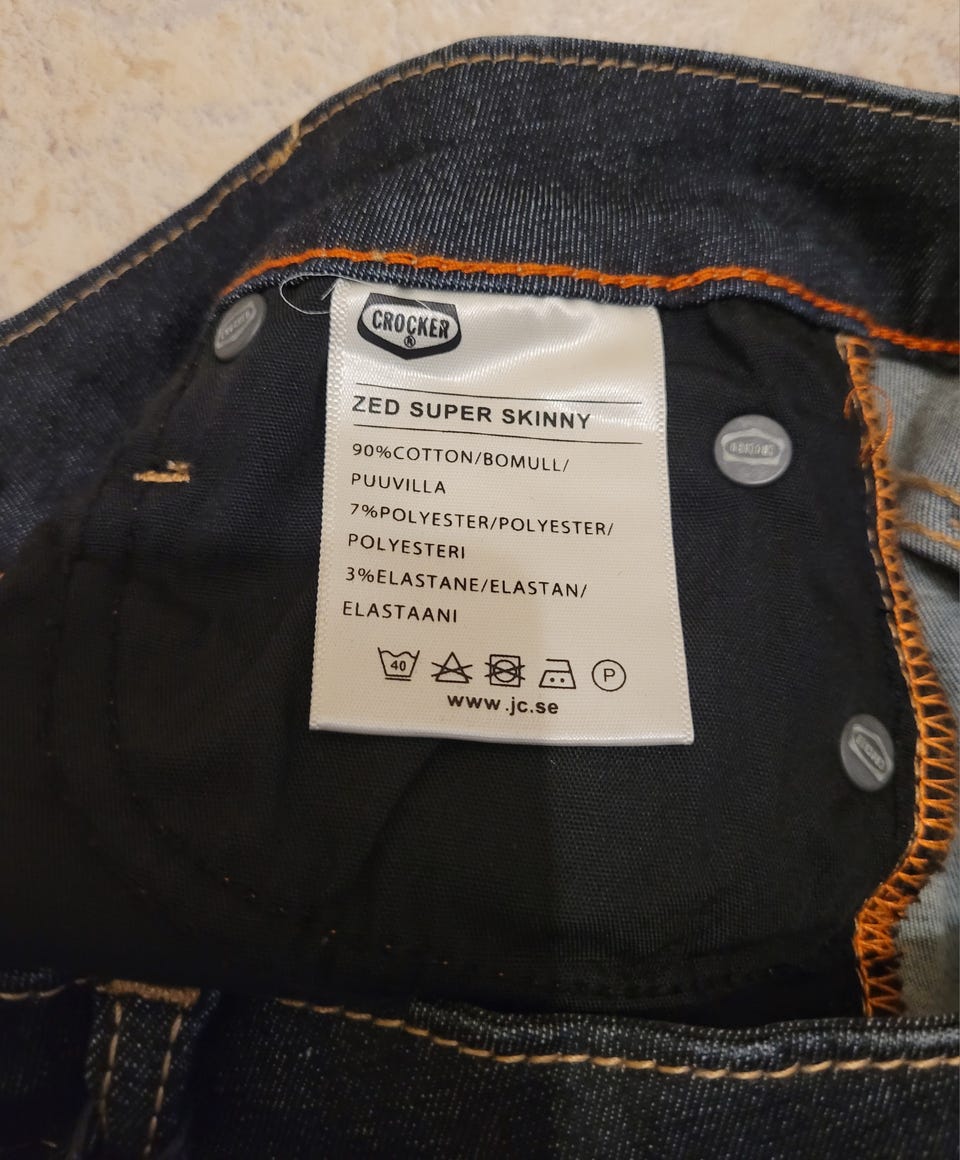 CROCKER
®
ZED SUPER SKINNY
90%COTTON/BOMULL/
PUUVILLA
7%POLYESTER/POLYESTER/
POLYESTERI
3%ELASTANE/ELASTAN/
ELASTAANI
40 P
www.jc.se
CROCKER